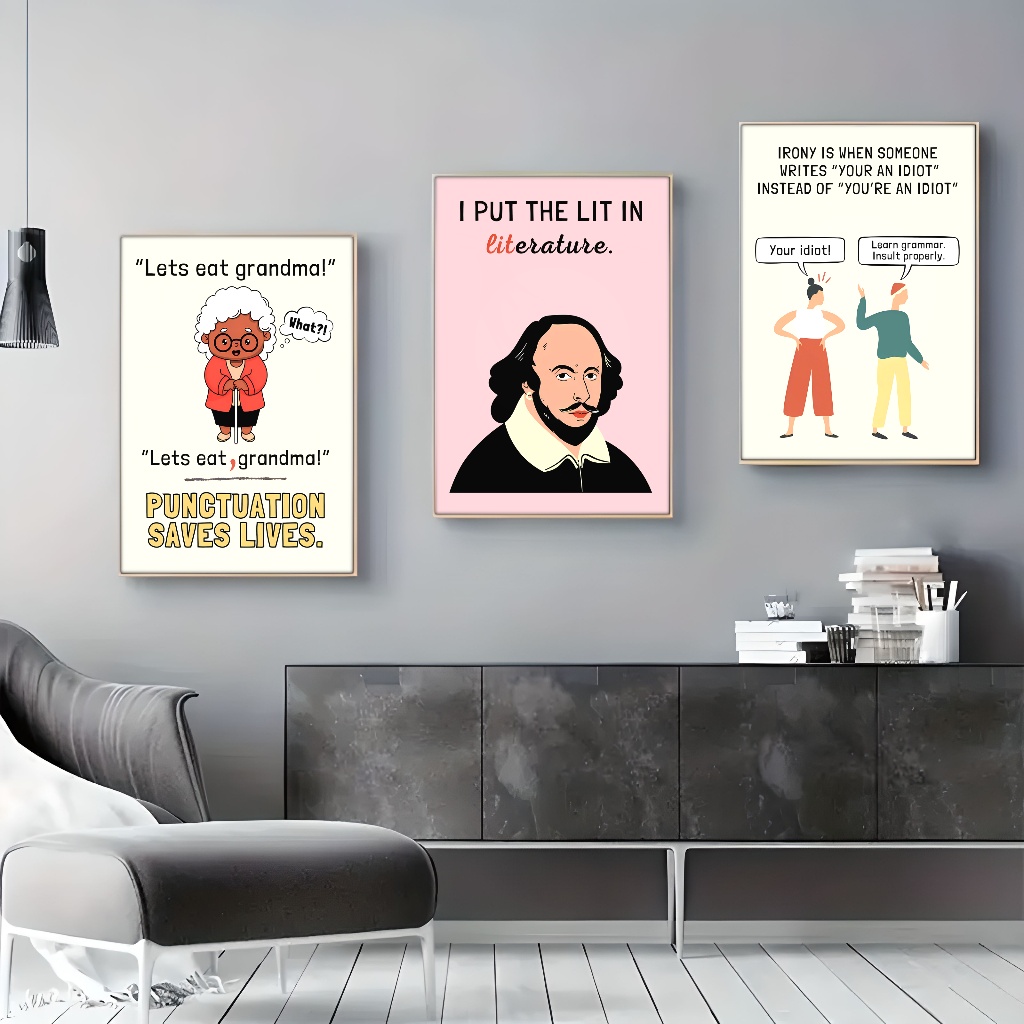 "Lets eat grandma!"
What?!
"Lets eat,grandma!"
PUNCTUATION
SAVES LIVES.
I PUT THE LIT IN
literature.
IRONY IS WHEN SOMEONE
WRITES "YOUR AN IDIOT"
INSTEAD OF "YOU'RE AN IDIOT"
Your idiot!
Learn grammar.
Insult properly.